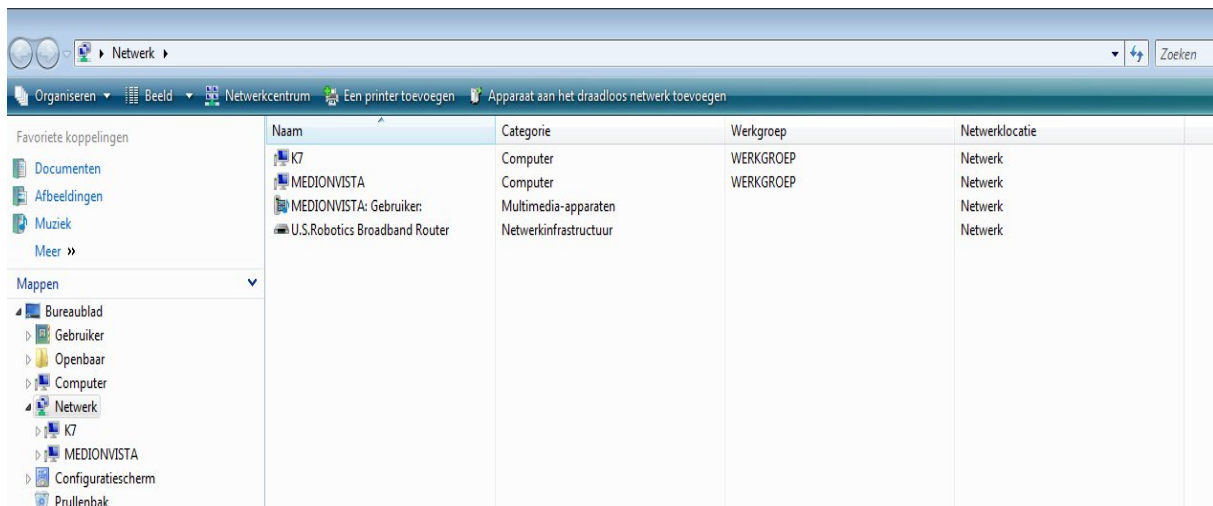 Netwerk
Zoeken
Organiseren Beeld Netwerkcentrum Een printer toevoegen Apparaat aan het draadloos netwerk toevoegen
Favoriete koppelingen
Documenten
Afbeeldingen
Muziek
Meer »
Mappen
Bureaublad
Gebruiker
Openbaar
Computer
Netwerk
K7
MEDIONVISTA
Configuratiescherm
Prullenbak
Naam Categorie Werkgroep Netwerklocatie
K7 Computer WERKGROEP Netwerk
MEDIONVISTA Computer WERKGROEP Netwerk
MEDIONVISTA: Gebruiker: Multimedia-apparaten Netwerk
U.S.Robotics Broadband Router Netwerkinfrastructuur Netwerk